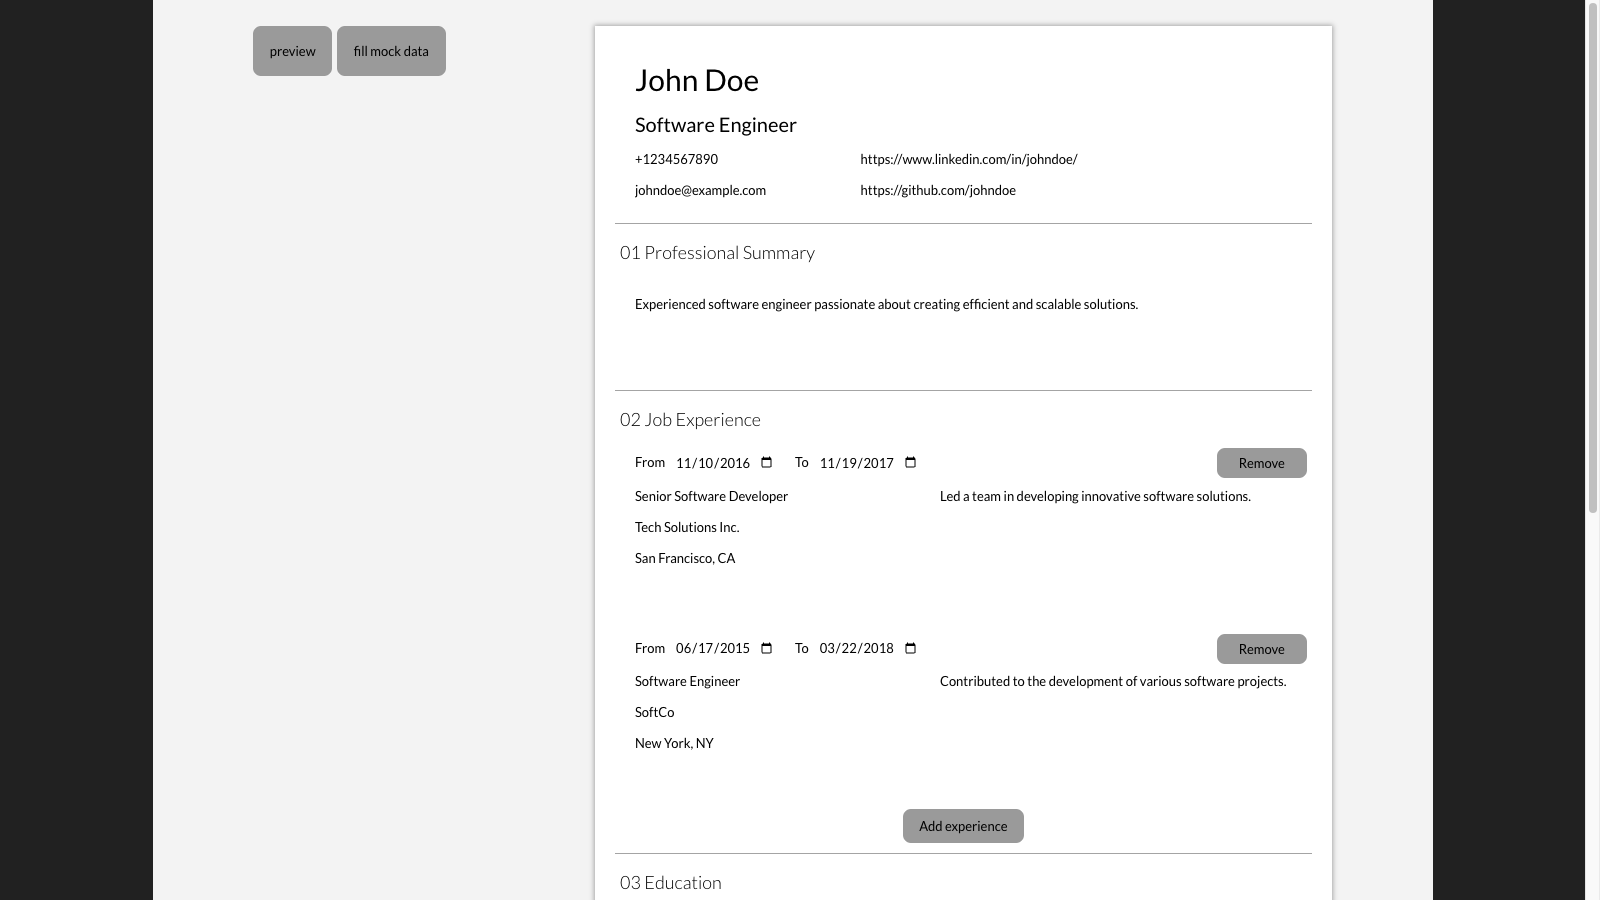 preview fill mock data
John Doe
Software Engineer
+1234567890 https://www.linkedin.com/in/johndoe/
johndoe@example.com https://github.com/johndoe
01 Professional Summary
Experienced software engineer passionate about creating efficient and scalable solutions.
02 Job Experience
From 11/10/2016 To 11/19/2017 Remove
Senior Software Developer Led a team in developing innovative software solutions.
Tech Solutions Inc.
San Francisco, CA
From 06/17/2015 To 03/22/2018 Remove
Software Engineer Contributed to the development of various software projects.
SoftCo
New York, NY
Add experience
03 Education